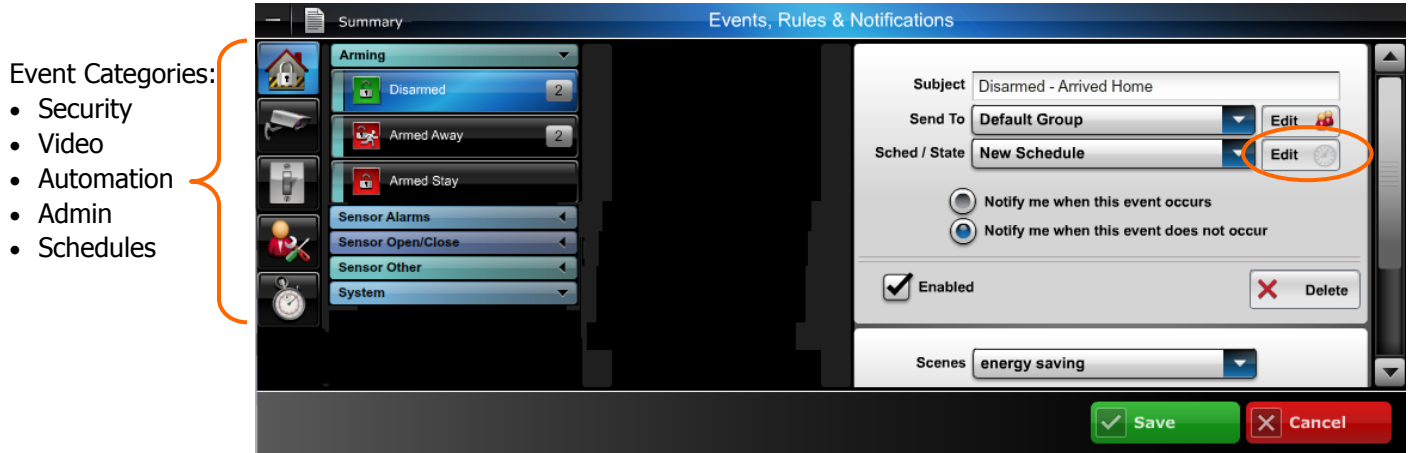 Summary
Events, Rules & Notifications
Event Categories:
• Security
• Video
• Automation
• Admin
• Schedules
Arming
Disarmed 2
Armed Away 2
Armed Stay
Sensor Alarms
Sensor Open/Close
Sensor Other
System
Subject Disarmed - Arrived Home
Send To Default Group Edit
Sched / State New Schedule Edit
Notify me when this event occurs
Notify me when this event does not occur
Enabled
Delete
Scenes energy saving
Save
Cancel